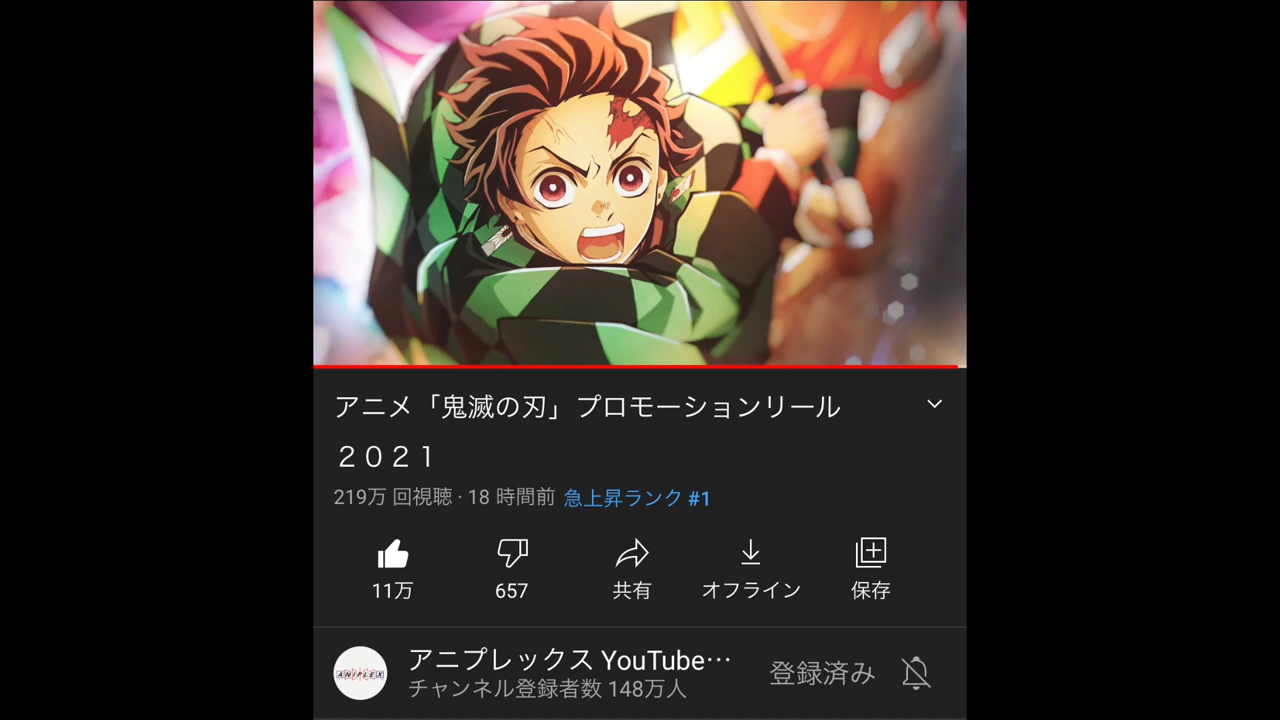 アニメ「鬼滅の刃」プロモーションリール
２０２１
219万 回視聴 · 18 時間前 急上昇ランク #1
11万 657 共有 オフライン 保存
ANIPLEX
アニプレックス YouTube…
登録済み
チャンネル登録者数 148万人